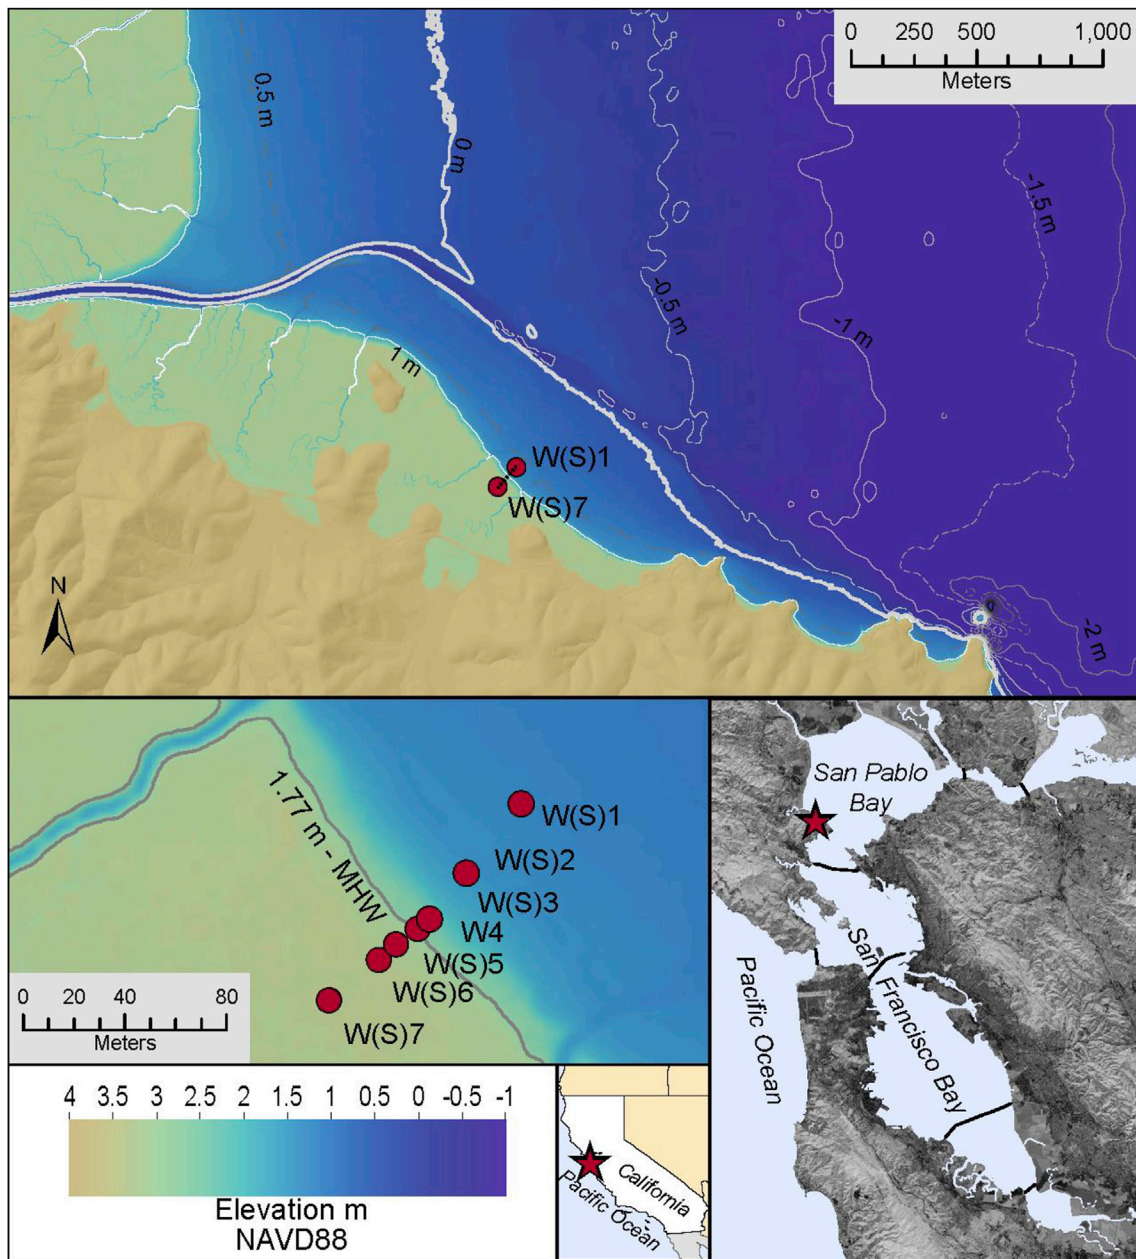 0 250 500 1,000
Meters
0.5 m
0 m
-0.5 m
-1 m
-1.5 m
-2 m
1 m
W(S)1
W(S)7
N
1.77 m - MHW
W(S)1
W(S)2
W(S)3
W4
W(S)5
W(S)6
W(S)7
0 20 40 80
Meters
4 3.5 3 2.5 2 1.5 1 0.5 0 -0.5 -1
Elevation m
NAVD88
California
Pacific Ocean
San Pablo
Bay
San Francisco Bay
Pacific Ocean